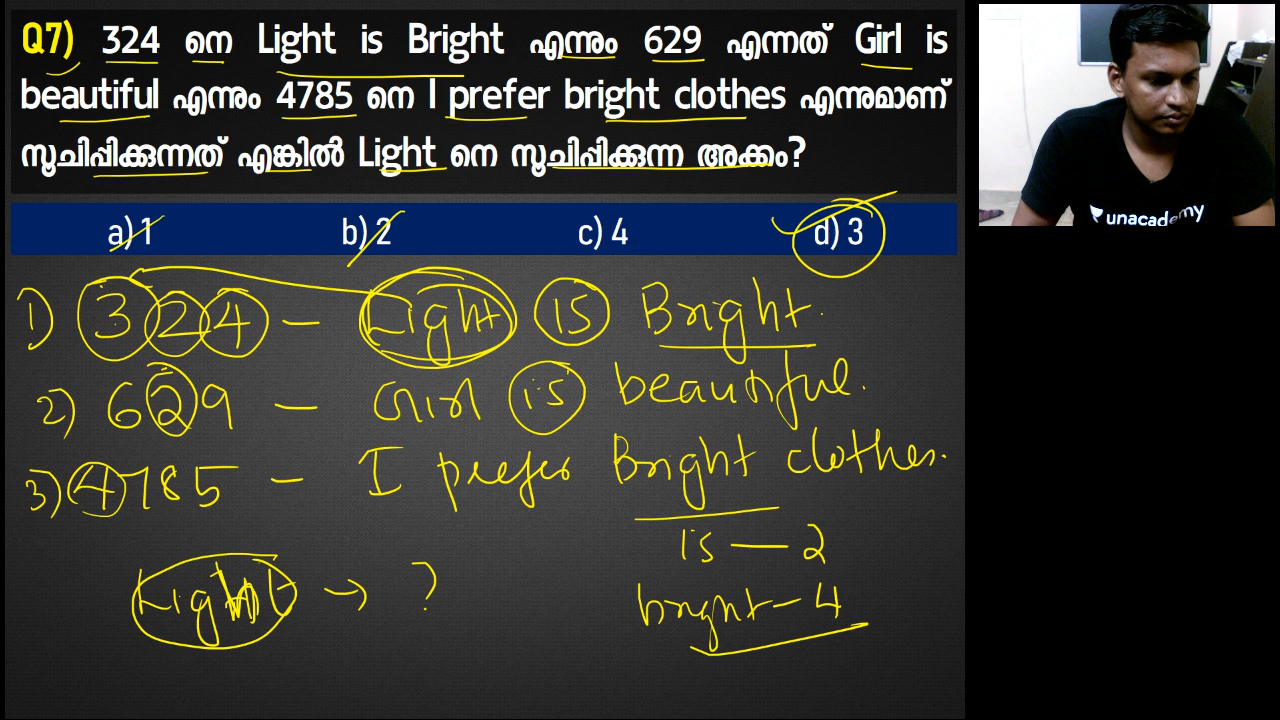 Q7) 324 നെ Light is Bright എന്നും 629 എന്നത് Girl is
beautiful എന്നും 4785 നെ I prefer bright clothes എന്നുമാണ്
സൂചിപ്പിക്കുന്നത് എങ്കിൽ Light നെ സൂചിപ്പിക്കുന്ന അക്കം?
a) 1 b) 2 c) 4 d) 3
unacademy
1) 324 – Light is Bright.
2) 629 – Girl is beautiful.
3) 4785 – I prefer Bright clothes.
is — 2
Light → ?
bright – 4